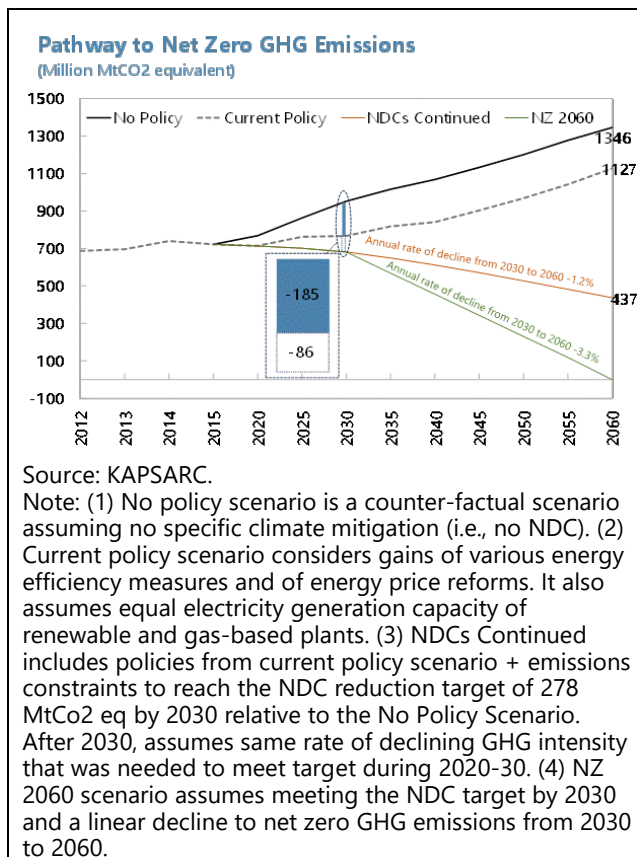 Pathway to Net Zero GHG Emissions
(Million MtCO2 equivalent)
1500
1300
1100
900
700
500
300
100
-100
No Policy
Current Policy
NDCs Continued
NZ 2060
1346
1127
437
Annual rate of decline from 2030 to 2060 -1.2%
Annual rate of decline from 2030 to 2060 -3.3%
-185
-86
2012
2013
2014
2015
2020
2025
2030
2035
2040
2045
2050
2055
2060
Source: KAPSARC.
Note: (1) No policy scenario is a counter-factual scenario
assuming no specific climate mitigation (i.e., no NDC). (2)
Current policy scenario considers gains of various energy
efficiency measures and of energy price reforms. It also
assumes equal electricity generation capacity of
renewable and gas-based plants. (3) NDCs Continued
includes policies from current policy scenario + emissions
constraints to reach the NDC reduction target of 278
MtCo2 eq by 2030 relative to the No Policy Scenario.
After 2030, assumes same rate of declining GHG intensity
that was needed to meet target during 2020-30. (4) NZ
2060 scenario assumes meeting the NDC target by 2030
and a linear decline to net zero GHG emissions from 2030
to 2060.